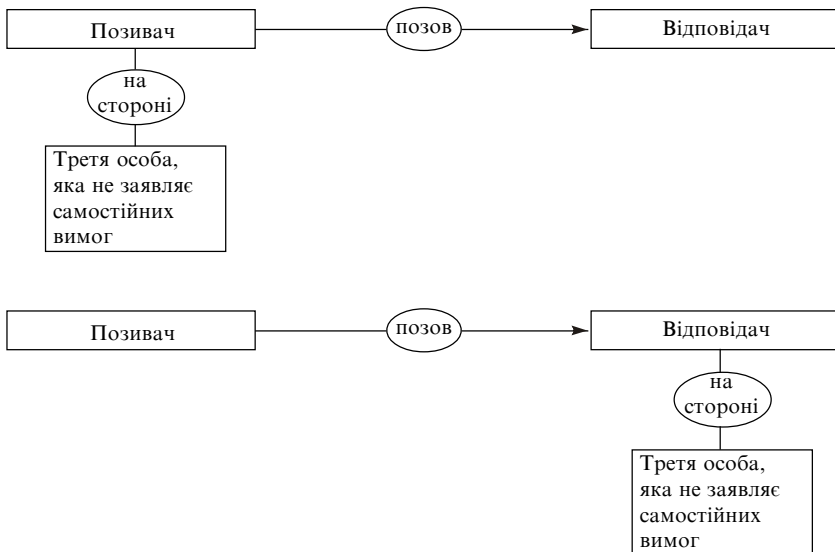 Позивач
позов
Відповідач
на
стороні
Третя особа,
яка не заявляє
самостійних
вимог
Позивач
позов
Відповідач
на
стороні
Третя особа,
яка не заявляє
самостійних
вимог